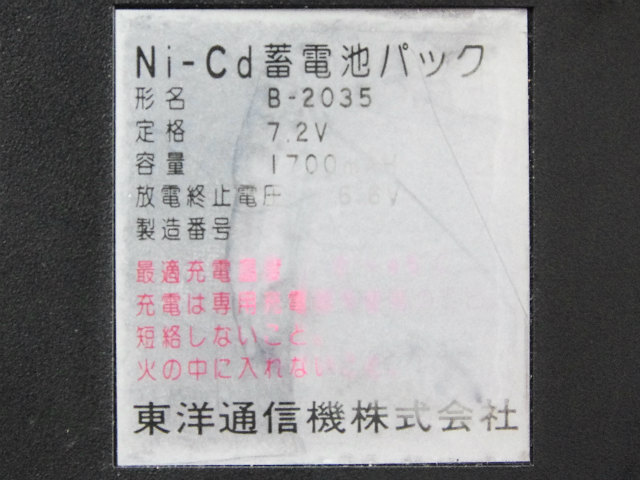 Ni-Cd蓄電池パック
形名 B-2035
定格 7.2V
容量 1700
放電終止電圧 6.6V
製造番号
最適充電温度
充電は専用充電
短絡しないこと。
火の中に入れないこと。
東洋通信機株式会社